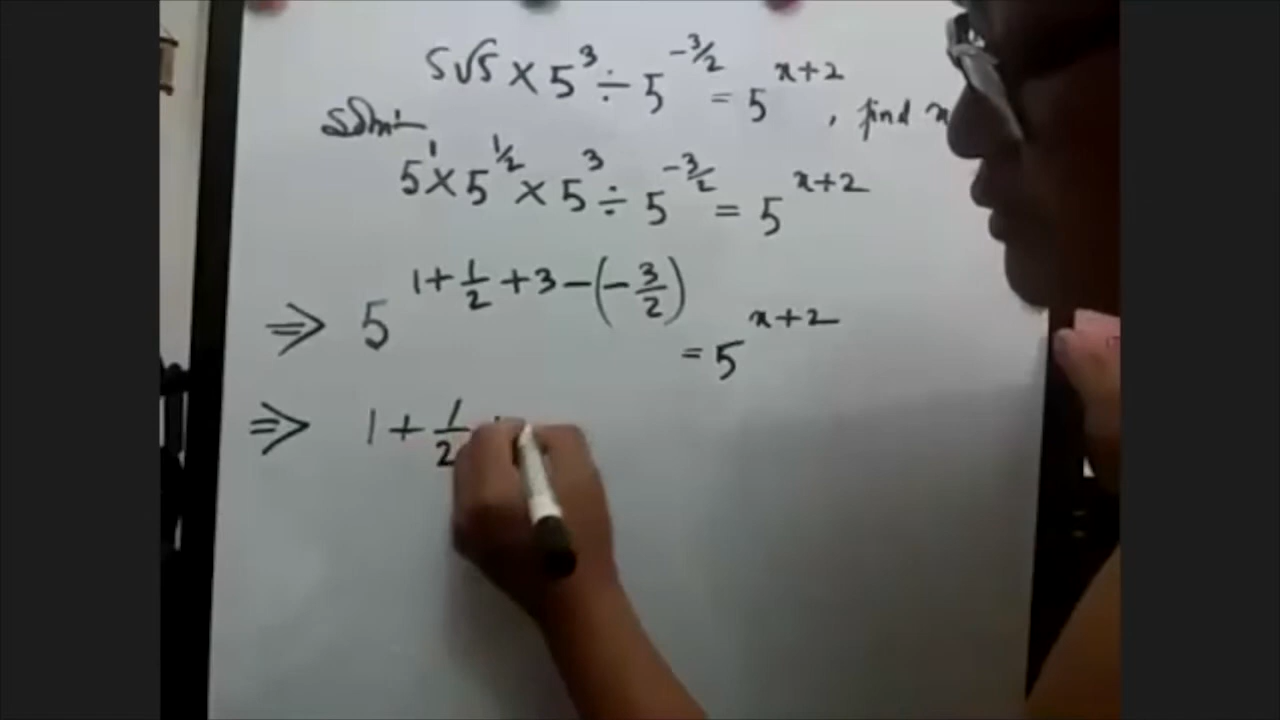 5√5 × 5^3 ÷ 5^(-3/2) = 5^(x+2), find x
Soln:-
5^1 × 5^(1/2) × 5^3 ÷ 5^(-3/2) = 5^(x+2)
⇒ 5^(1+1/2+3-(-3/2)) = 5^(x+2)
⇒ 1 + 1/2